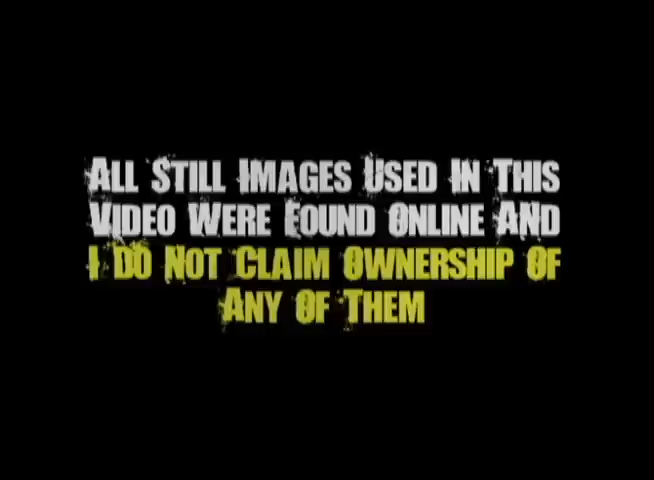 All Still Images Used In This
Video Were Found Online And
I Do Not Claim Ownership Of
Any Of Them